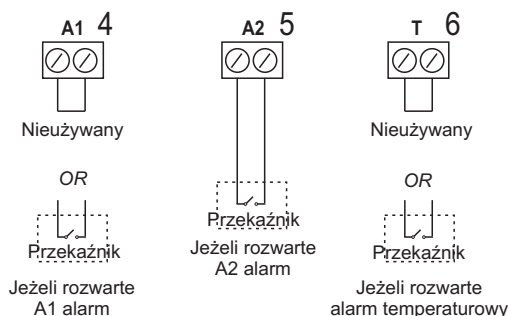 A1 4
Nieużywany
OR
Przekaźnik
Jeżeli rozwarte
A1 alarm
A2 5
Przekaźnik
Jeżeli rozwarte
A2 alarm
T 6
Nieużywany
OR
Przekaźnik
Jeżeli rozwarte
alarm temperaturowy